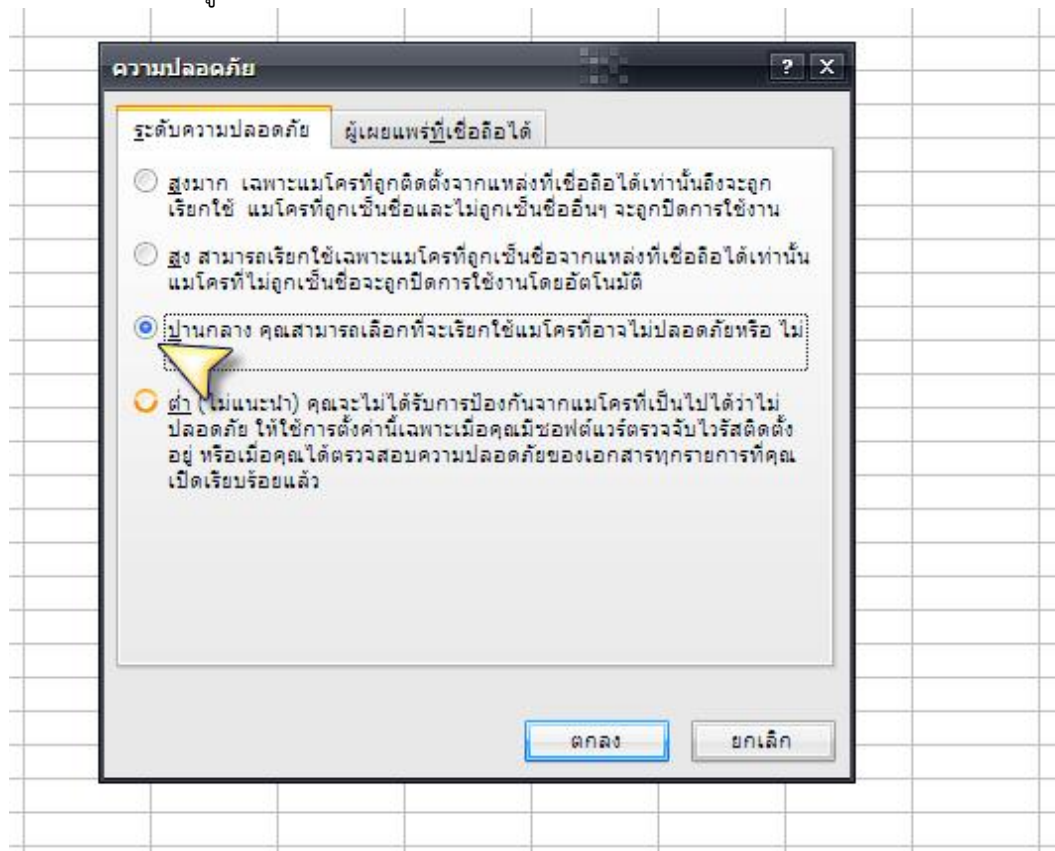 ความปลอดภัย
ระดับความปลอดภัย ผู้เผยแพร่ที่เชื่อถือได้
สูงมาก เฉพาะแมโครที่ถูกติดตั้งจากแหล่งที่เชื่อถือได้เท่านั้นถึงจะถูก
เรียกใช้ แมโครที่ถูกเซ็นชื่อและไม่ถูกเซ็นชื่ออื่นๆ จะถูกปิดการใช้งาน
สูง สามารถเรียกใช้เฉพาะแมโครที่ถูกเซ็นชื่อจากแหล่งที่เชื่อถือได้เท่านั้น
แมโครที่ไม่ถูกเซ็นชื่อจะถูกปิดการใช้งานโดยอัตโนมัติ
ปานกลาง คุณสามารถเลือกที่จะเรียกใช้แมโครที่อาจไม่ปลอดภัยหรือ ไม่
ต่ำ (ไม่แนะนำ) คุณจะไม่ได้รับการป้องกันจากแมโครที่เป็นไปได้ว่าไม่
ปลอดภัย ให้ใช้การตั้งค่านี้เฉพาะเมื่อคุณมีซอฟต์แวร์ตรวจจับไวรัสติดตั้ง
อยู่ หรือเมื่อคุณได้ตรวจสอบความปลอดภัยของเอกสารทุกรายการที่คุณ
เปิดเรียบร้อยแล้ว
ตกลง ยกเลิก